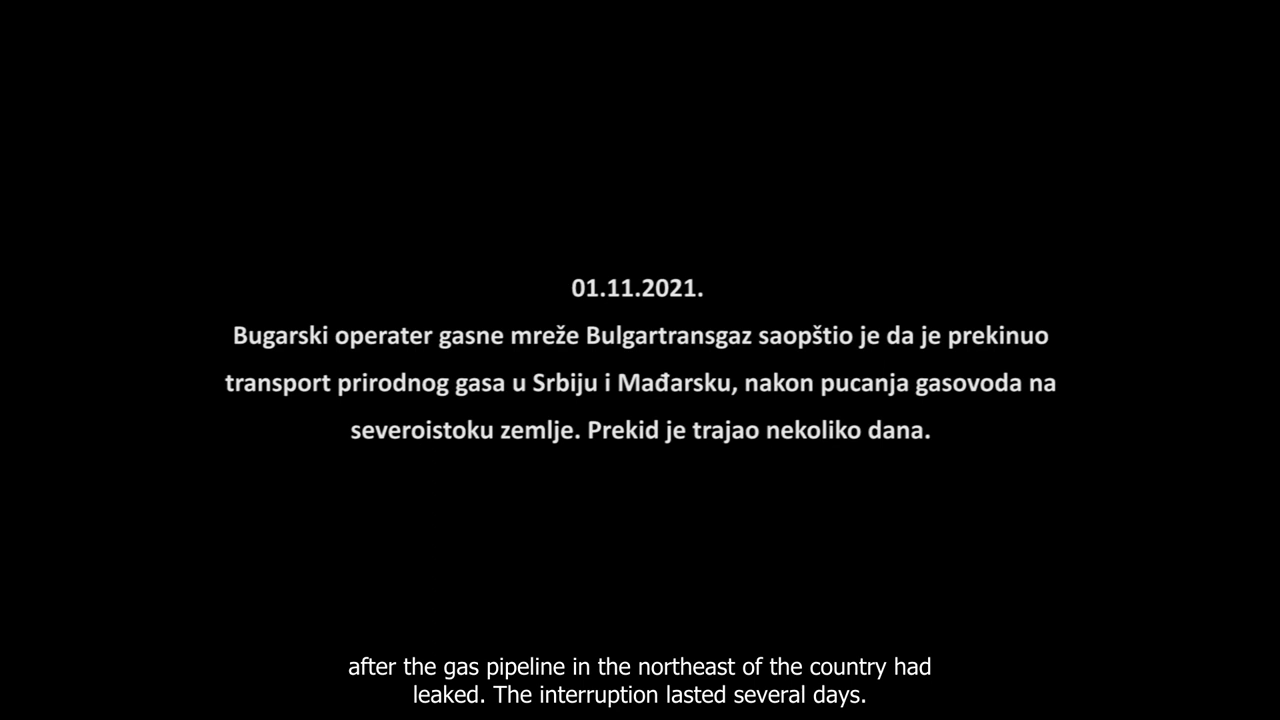 01.11.2021.
Bugarski operater gasne mreže Bulgartransgaz saopštio je da je prekinuo
transport prirodnog gasa u Srbiju i Mađarsku, nakon pucanja gasovoda na
severoistoku zemlje. Prekid je trajao nekoliko dana.
after the gas pipeline in the northeast of the country had
leaked. The interruption lasted several days.